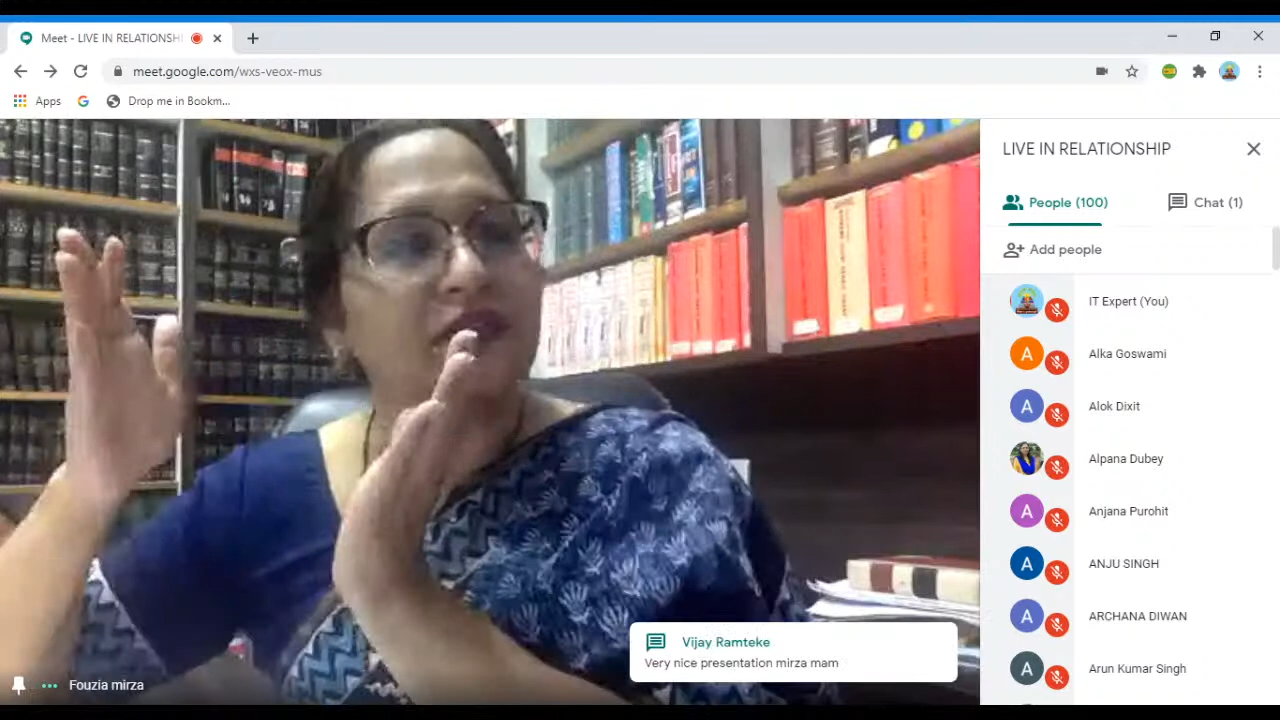 Meet - LIVE IN RELATIONSH
meet.google.com/wxs-veox-mus
Apps
Drop me in Bookm...
LIVE IN RELATIONSHIP
People (100)
Chat (1)
Add people
IT Expert (You)
A
Alka Goswami
A
Alok Dixit
Alpana Dubey
A
Anjana Purohit
A
ANJU SINGH
A
ARCHANA DIWAN
A
Arun Kumar Singh
Vijay Ramteke
Very nice presentation mirza mam
Fouzia mirza